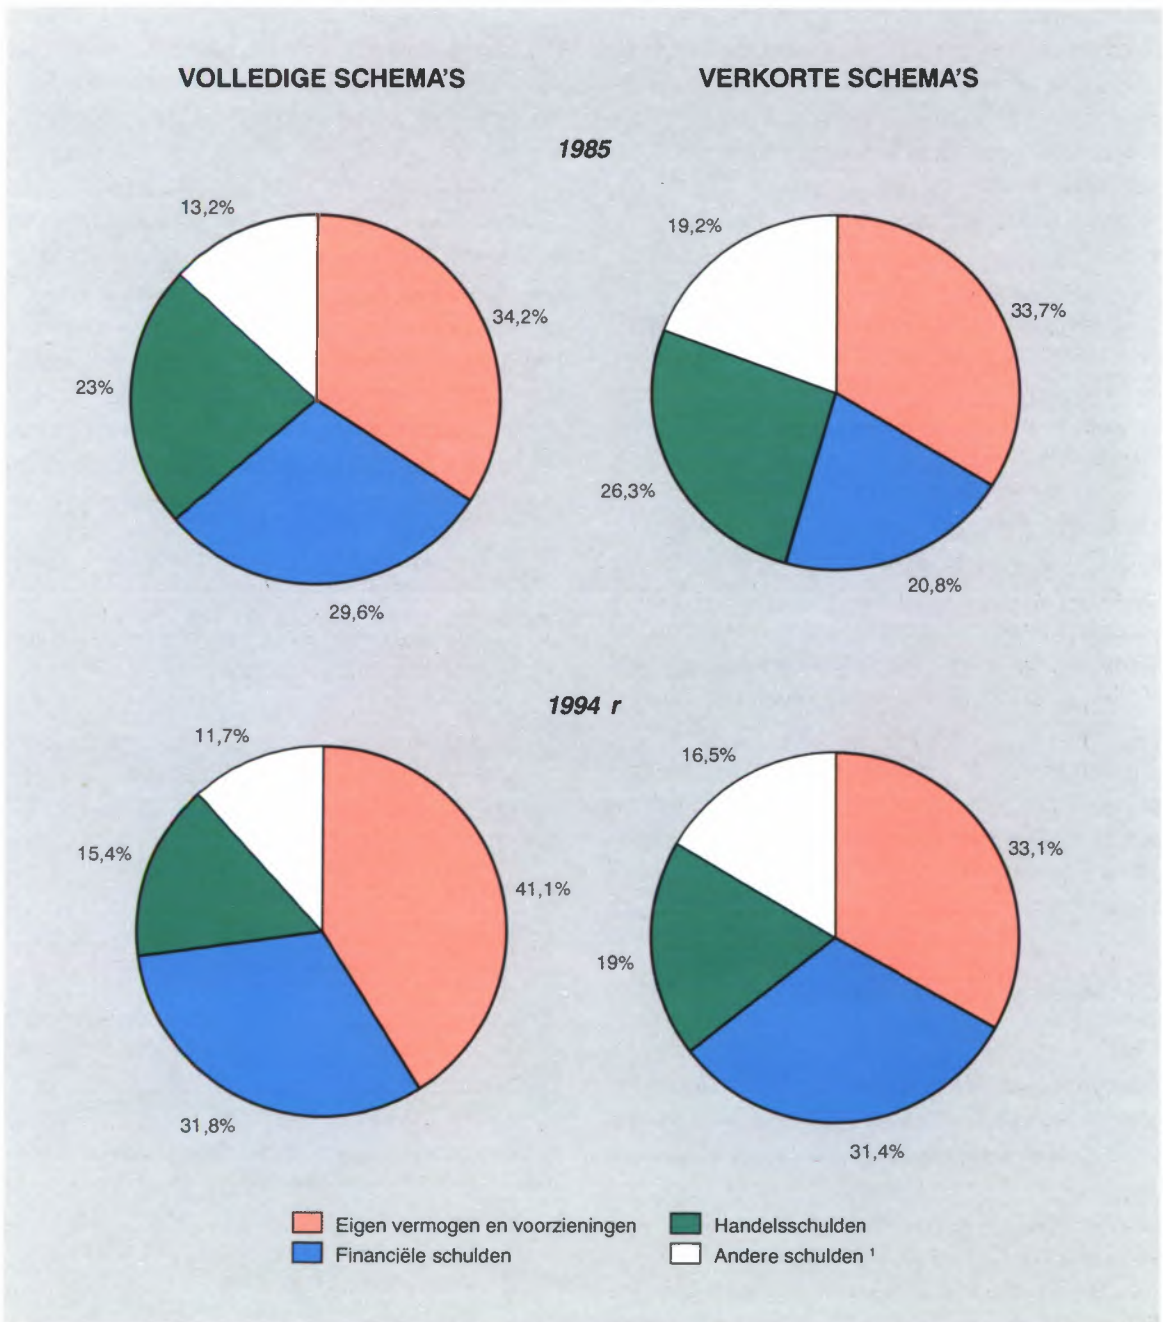 VOLLEDIGE SCHEMA'S
VERKORTE SCHEMA'S
1985
13,2%
34,2%
23%
29,6%
19,2%
33,7%
26,3%
20,8%
1994 r
11,7%
41,1%
15,4%
31,8%
16,5%
33,1%
19%
31,4%
Eigen vermogen en voorzieningen
Handelsschulden
Financiële schulden
Andere schulden ¹